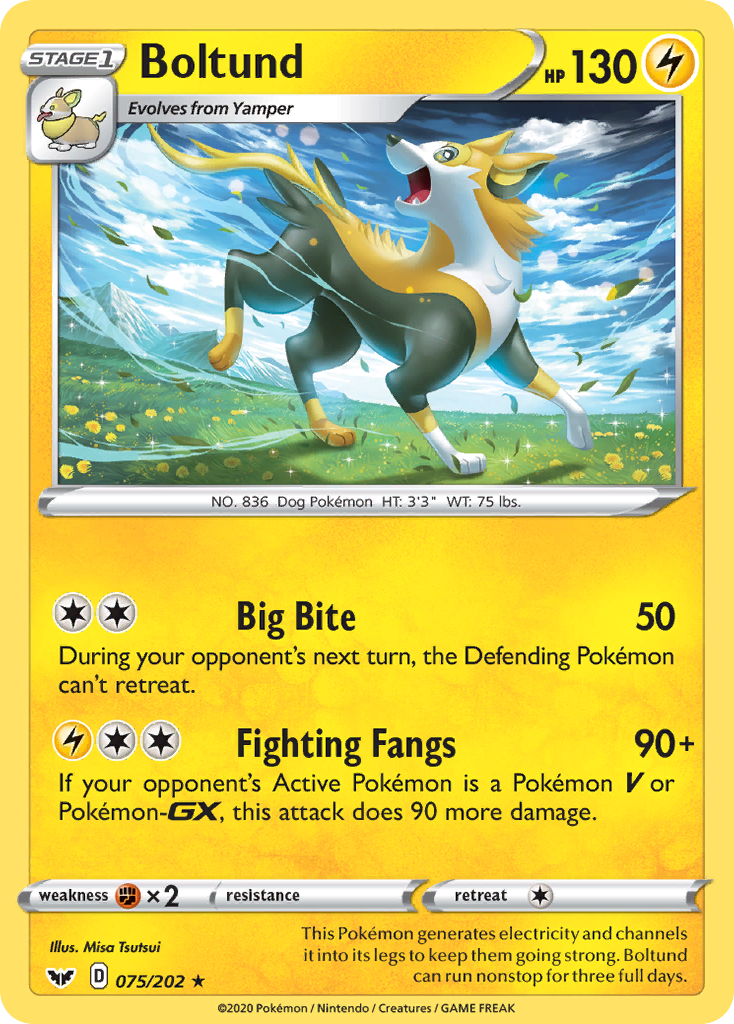 STAGE1
Boltund
HP 130
Evolves from Yamper
NO. 836 Dog Pokémon HT: 3'3" WT: 75 lbs.
Big Bite 50
During your opponent's next turn, the Defending Pokémon
can't retreat.
Fighting Fangs 90+
If your opponent's Active Pokémon is a Pokémon V or
Pokémon-GX, this attack does 90 more damage.
weakness ×2 resistance retreat
Illus. Misa Tsutsui
This Pokémon generates electricity and channels
it into its legs to keep them going strong. Boltund
can run nonstop for three full days.
D 075/202 ★
©2020 Pokémon / Nintendo / Creatures / GAME FREAK